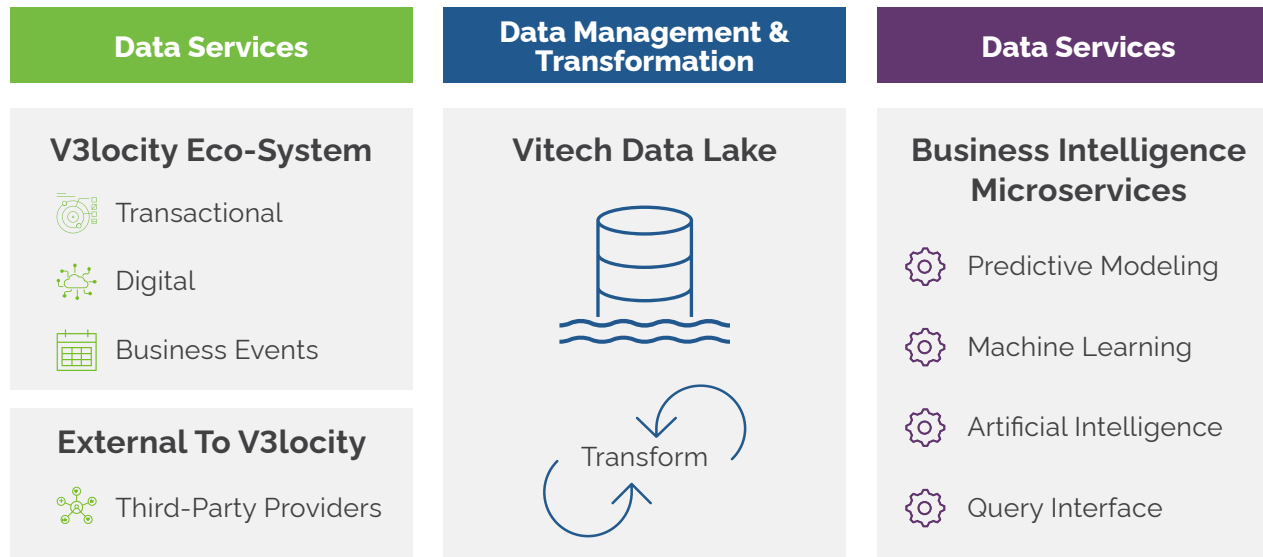 Data Services
V3locity Eco-System
Transactional
Digital
Business Events
External To V3locity
Third-Party Providers
Data Management &
Transformation
Vitech Data Lake
Transform
Data Services
Business Intelligence
Microservices
Predictive Modeling
Machine Learning
Artificial Intelligence
Query Interface